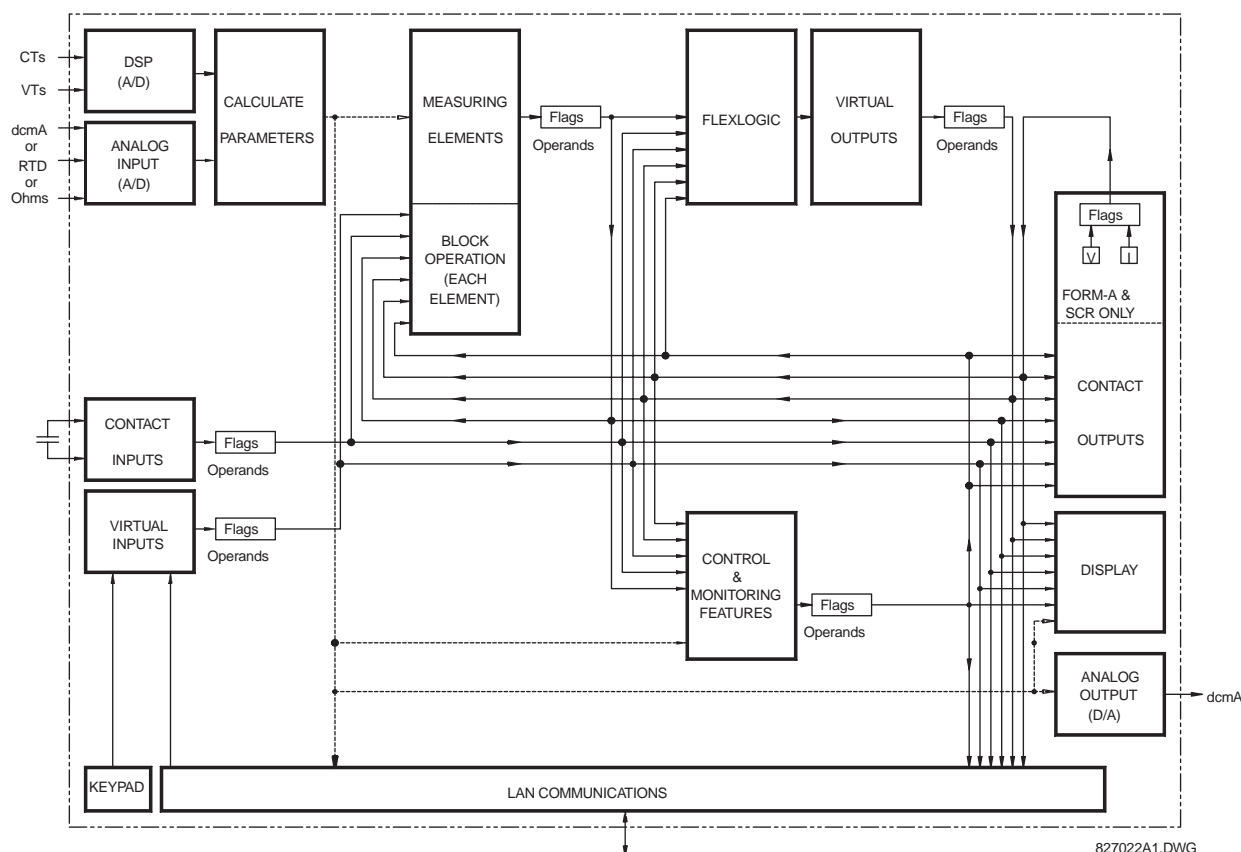 CTs
VTs
dcmA
or
RTD
or
Ohms
DSP
(A/D)
ANALOG
INPUT
(A/D)
CALCULATE
PARAMETERS
MEASURING
ELEMENTS
BLOCK
OPERATION
(EACH
ELEMENT)
Flags
Operands
FLEXLOGIC
VIRTUAL
OUTPUTS
Flags
Operands
Flags
V
I
FORM-A &
SCR ONLY
CONTACT
OUTPUTS
CONTACT
INPUTS
Flags
Operands
VIRTUAL
INPUTS
Flags
Operands
CONTROL
&
MONITORING
FEATURES
Flags
Operands
DISPLAY
ANALOG
OUTPUT
(D/A)
dcmA
KEYPAD
LAN COMMUNICATIONS
827022A1.DWG